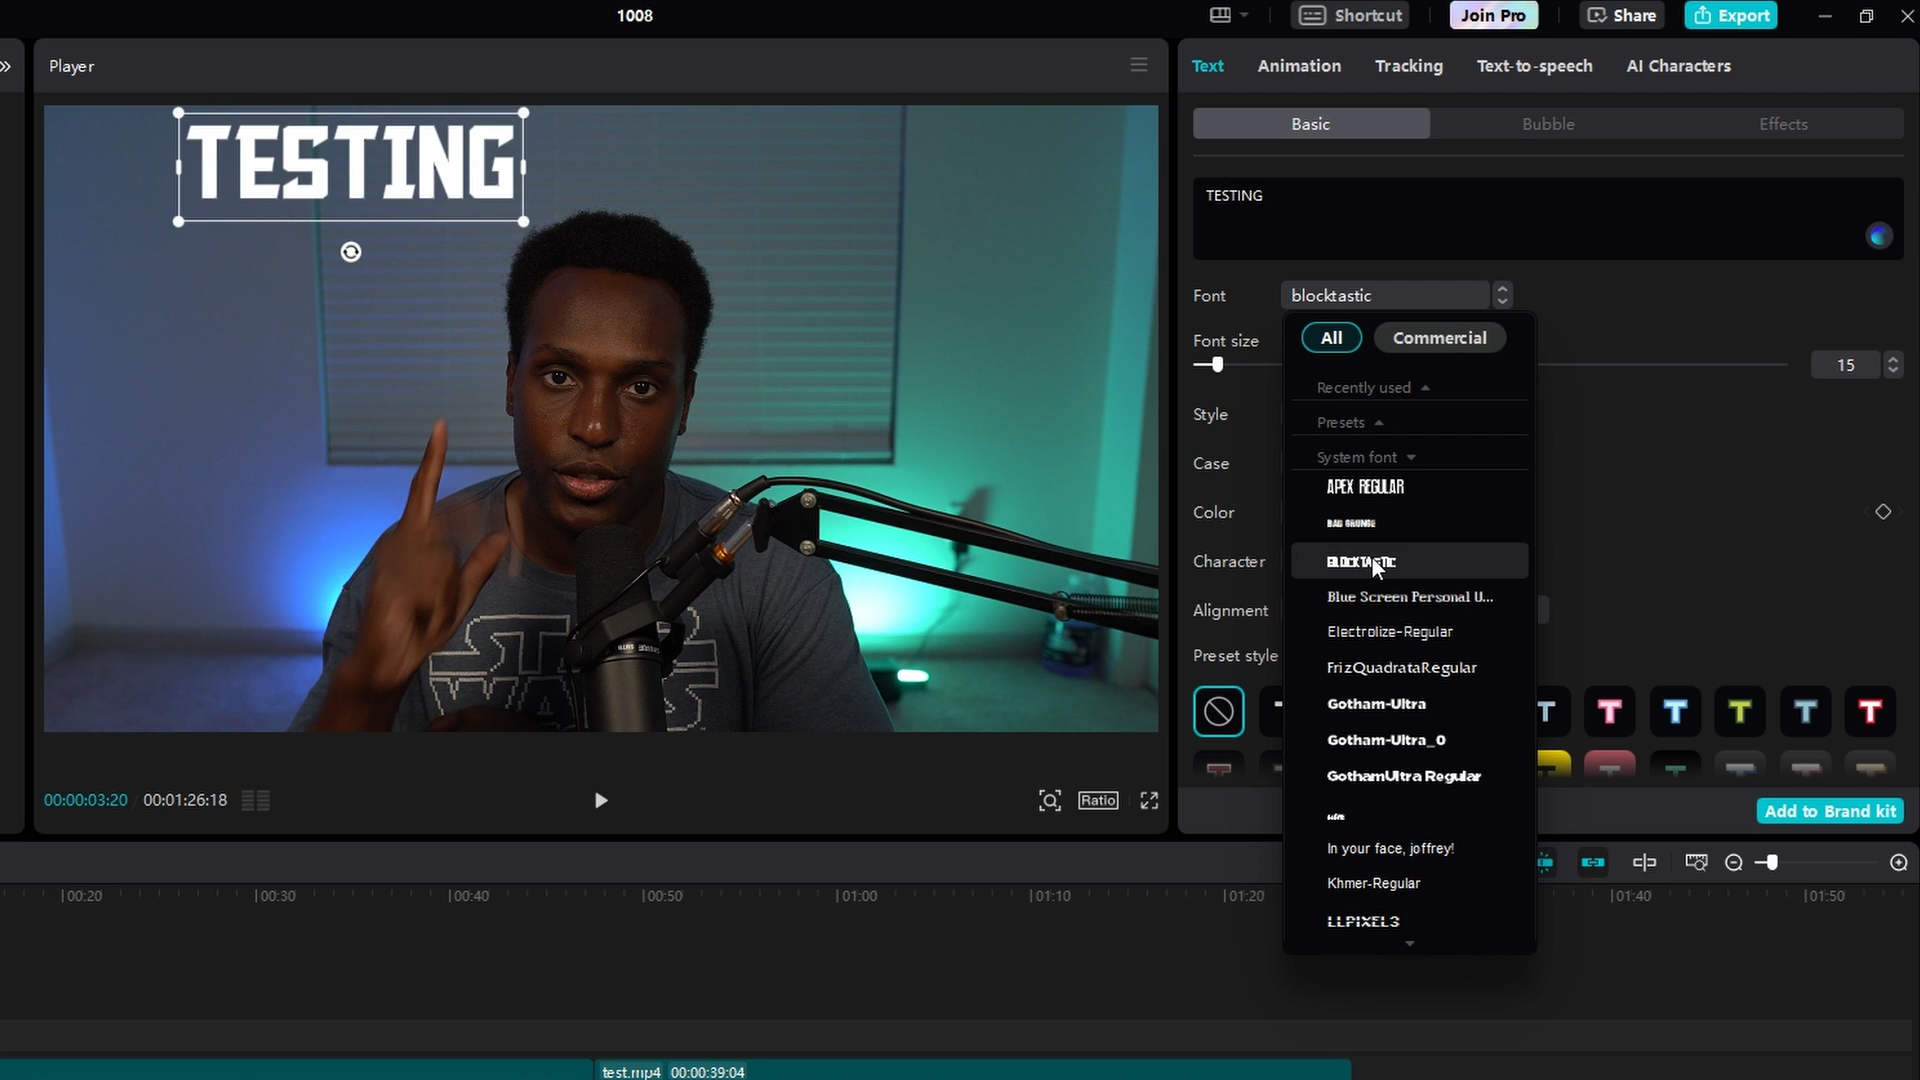 1008
Shortcut
Join Pro
Share
Export
Player
TESTING
00:00:03:20
00:01:26:18
Ratio
Text
Animation
Tracking
Text-to-speech
AI Characters
Basic
Bubble
Effects
TESTING
Font
blocktastic
All
Commercial
Font size
15
Recently used
Presets
System font
Style
Case
Color
Character
Alignment
Preset style
APEX REGULAR
BAD GRUNGE
BLOCKTASTIC
Blue Screen Personal U...
Electrolize-Regular
FrizQuadrataRegular
Gotham-Ultra
Gotham-Ultra_0
GothamUltra Regular
In your face, joffrey!
Khmer-Regular
LLPIXEL3
Add to Brand kit
00:20
00:30
00:40
00:50
01:00
01:10
01:20
01:40
01:50
test.mp4 00:00:39:04